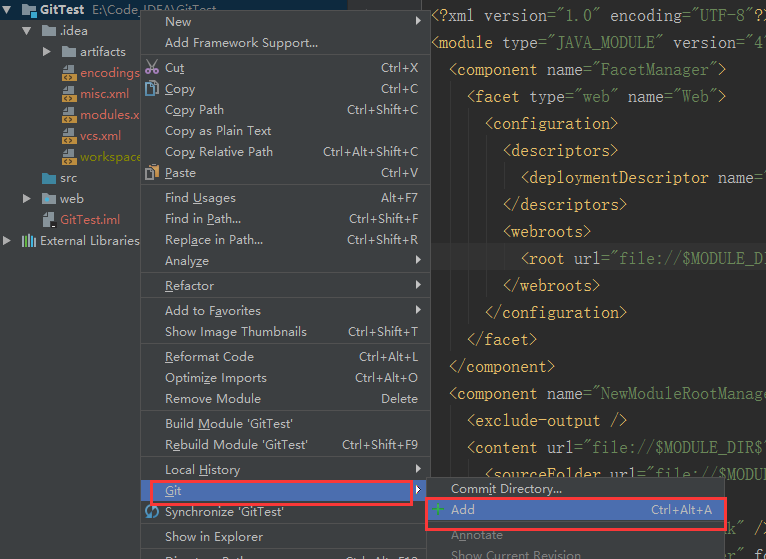 GitTest E:\Code_IDEA\GitTest
.idea
artifacts
encodings
misc.xml
modules.x
vcs.xml
workspace
src
web
GitTest.iml
External Libraries
New
Add Framework Support...
Cut Ctrl+X
Copy Ctrl+C
Copy Path Ctrl+Shift+C
Copy as Plain Text
Copy Relative Path Ctrl+Alt+Shift+C
Paste Ctrl+V
Find Usages Alt+F7
Find in Path... Ctrl+Shift+F
Replace in Path... Ctrl+Shift+R
Analyze
Refactor
Add to Favorites
Show Image Thumbnails Ctrl+Shift+T
Reformat Code Ctrl+Alt+L
Optimize Imports Ctrl+Alt+O
Remove Module Delete
Build Module 'GitTest'
Rebuild Module 'GitTest' Ctrl+Shift+F9
Local History
Git
Synchronize 'GitTest'
Show in Explorer
Commit Directory...
Add Ctrl+Alt+A
Annotate
Show Current Revision
<?xml version="1.0" encoding="UTF-8"?>
<module type="JAVA_MODULE" version="4"
<component name="FacetManager">
<facet type="web" name="Web">
<configuration>
<descriptors>
<deploymentDescriptor name="
</descriptors>
<webroots>
<root url="file://$MODULE_DI
</webroots>
</configuration>
</facet>
</component>
<component name="NewModuleRootManage
<exclude-output />
<content url="file://$MODULE_DIR$
<sourceFolder url="file://$MODU